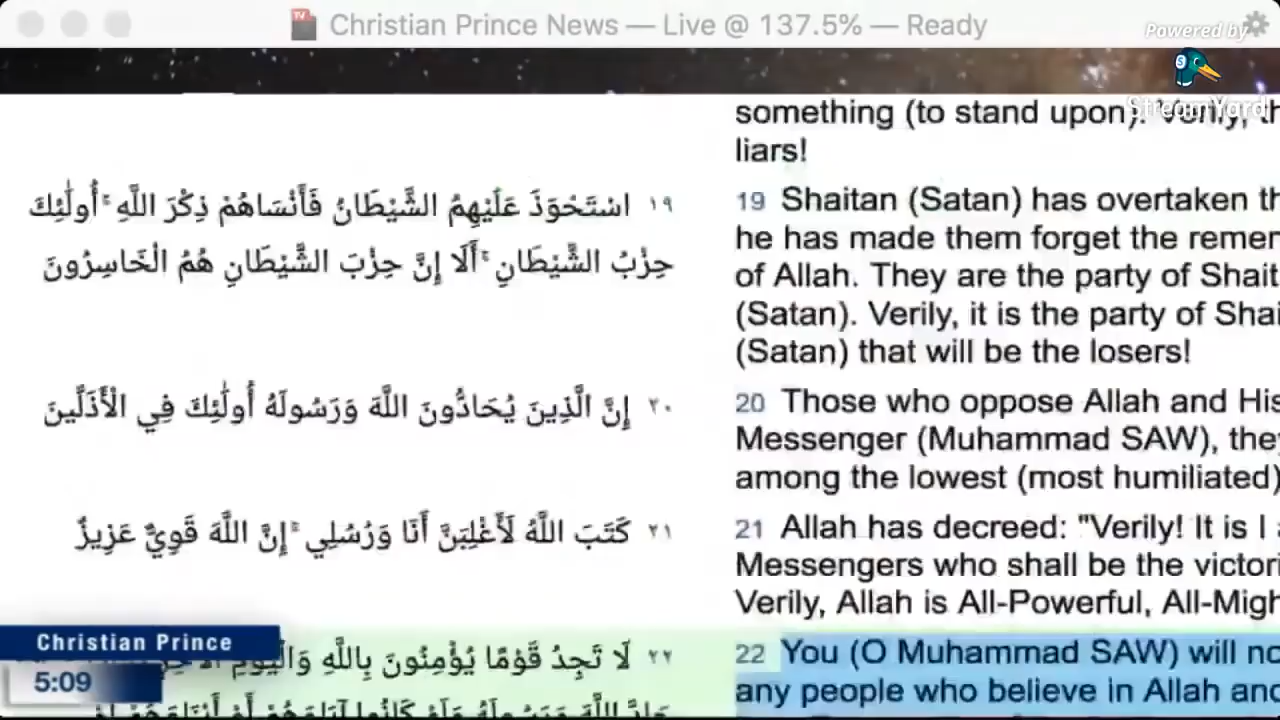 Christian Prince News — Live @ 137.5% — Ready
Powered by
StreamYard
something (to stand upon). Verily, th
liars!
١٩ اسْتَحْوَذَ عَلَيْهِمُ الشَّيْطَانُ فَأَنْسَاهُمْ ذِكْرَ اللَّهِ ۚ أُولَٰئِكَ
حِزْبُ الشَّيْطَانِ ۚ أَلَا إِنَّ حِزْبَ الشَّيْطَانِ هُمُ الْخَاسِرُونَ
19 Shaitan (Satan) has overtaken th
he has made them forget the remem
of Allah. They are the party of Shait
(Satan). Verily, it is the party of Shai
(Satan) that will be the losers!
٢٠ إِنَّ الَّذِينَ يُحَادُّونَ اللَّهَ وَرَسُولَهُ أُولَٰئِكَ فِي الْأَذَلِّينَ
20 Those who oppose Allah and His
Messenger (Muhammad SAW), they
among the lowest (most humiliated)
٢١ كَتَبَ اللَّهُ لَأَغْلِبَنَّ أَنَا وَرُسُلِي ۚ إِنَّ اللَّهَ قَوِيٌّ عَزِيزٌ
21 Allah has decreed: "Verily! It is I
Messengers who shall be the victori
Verily, Allah is All-Powerful, All-Migh
٢٢ لَا تَجِدُ قَوْمًا يُؤْمِنُونَ بِاللَّهِ وَالْيَوْمِ
22 You (O Muhammad SAW) will no
any people who believe in Allah and
Christian Prince
5:09